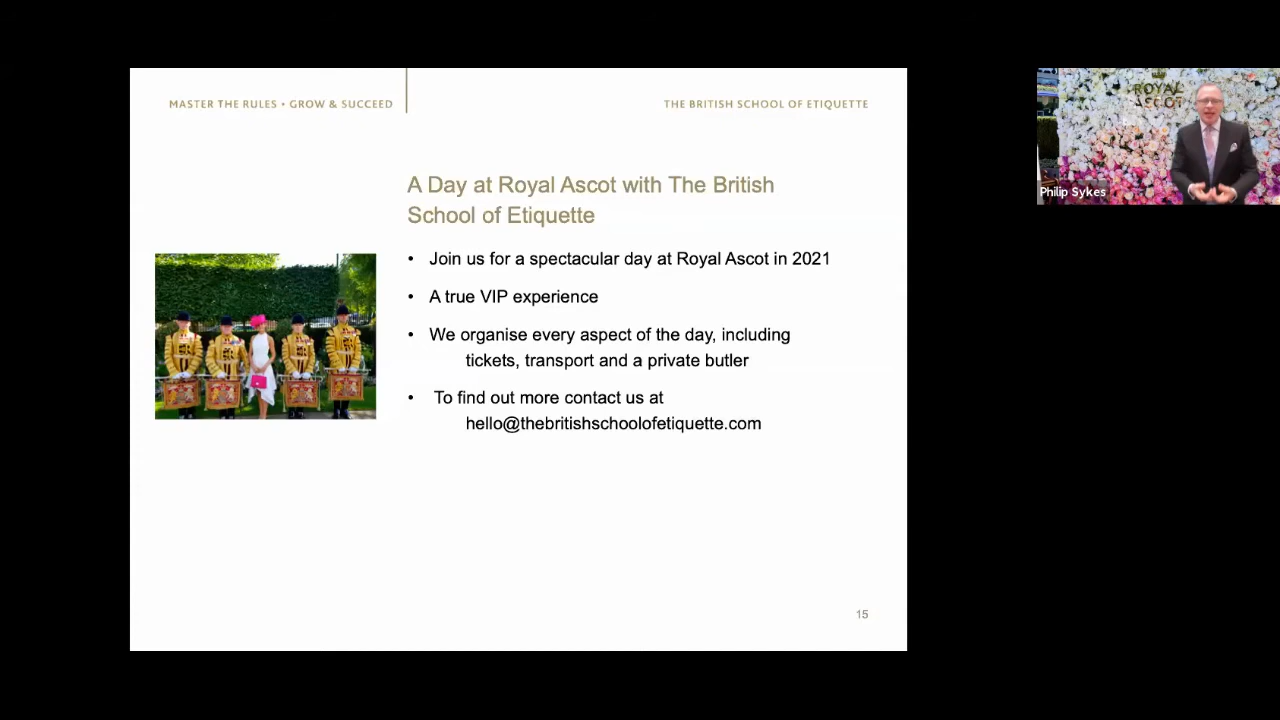 MASTER THE RULES • GROW & SUCCEED
THE BRITISH SCHOOL OF ETIQUETTE
A Day at Royal Ascot with The British
School of Etiquette
• Join us for a spectacular day at Royal Ascot in 2021
• A true VIP experience
• We organise every aspect of the day, including
tickets, transport and a private butler
• To find out more contact us at
hello@thebritishschoolofetiquette.com
15
ROYAL
ASCOT
Philip Sykes